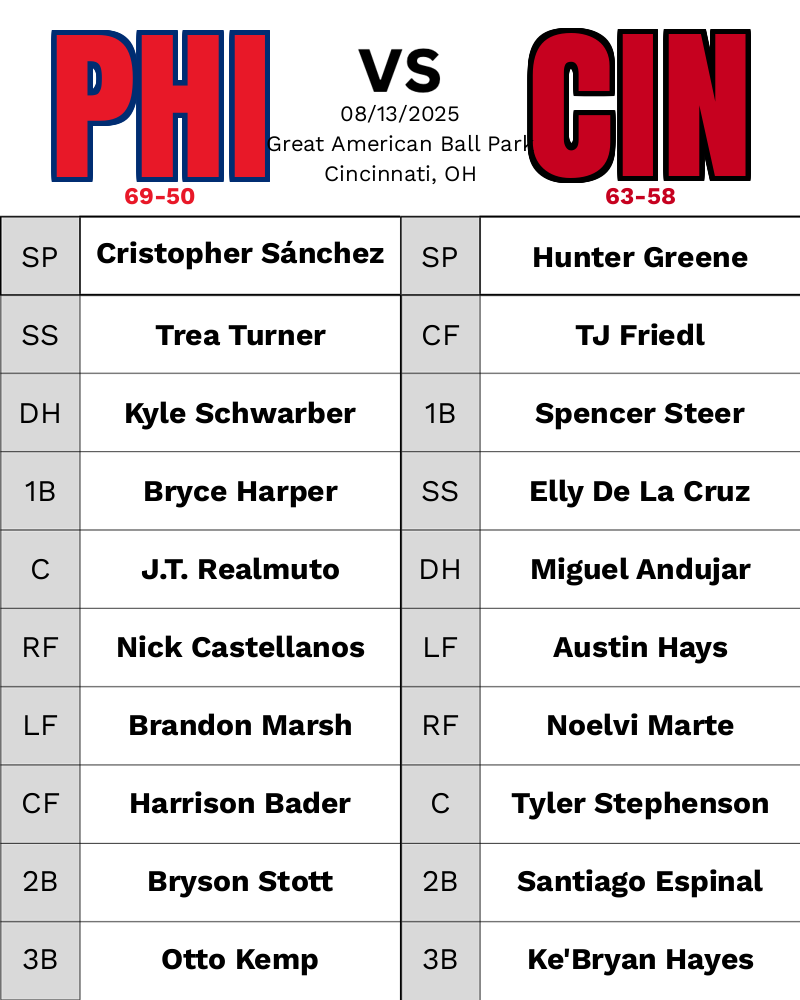 PHI VS CIN
08/13/2025
Great American Ball Park
Cincinnati, OH
69-50 63-58
SP Cristopher Sánchez SP Hunter Greene
SS Trea Turner CF TJ Friedl
DH Kyle Schwarber 1B Spencer Steer
1B Bryce Harper SS Elly De La Cruz
C J.T. Realmuto DH Miguel Andujar
RF Nick Castellanos LF Austin Hays
LF Brandon Marsh RF Noelvi Marte
CF Harrison Bader C Tyler Stephenson
2B Bryson Stott 2B Santiago Espinal
3B Otto Kemp 3B Ke'Bryan Hayes